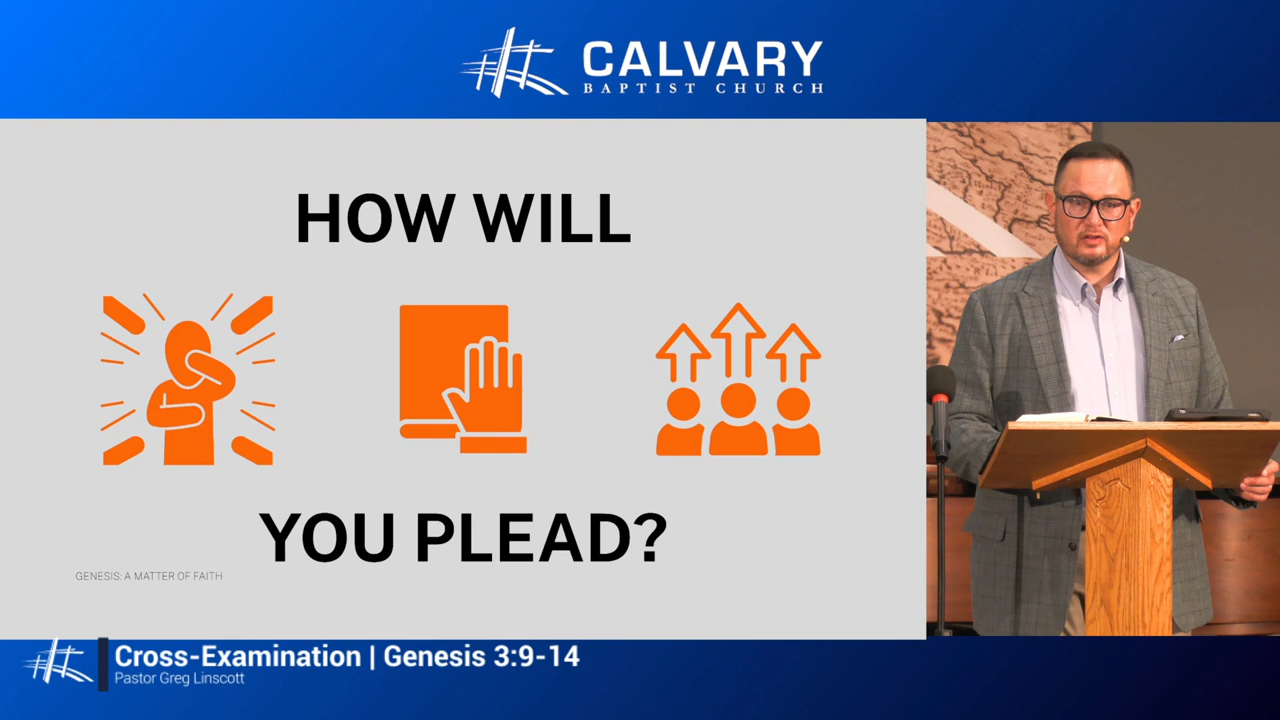 CALVARY
BAPTIST CHURCH
HOW WILL
YOU PLEAD?
GENESIS: A MATTER OF FAITH
Cross-Examination | Genesis 3:9-14
Pastor Greg Linscott